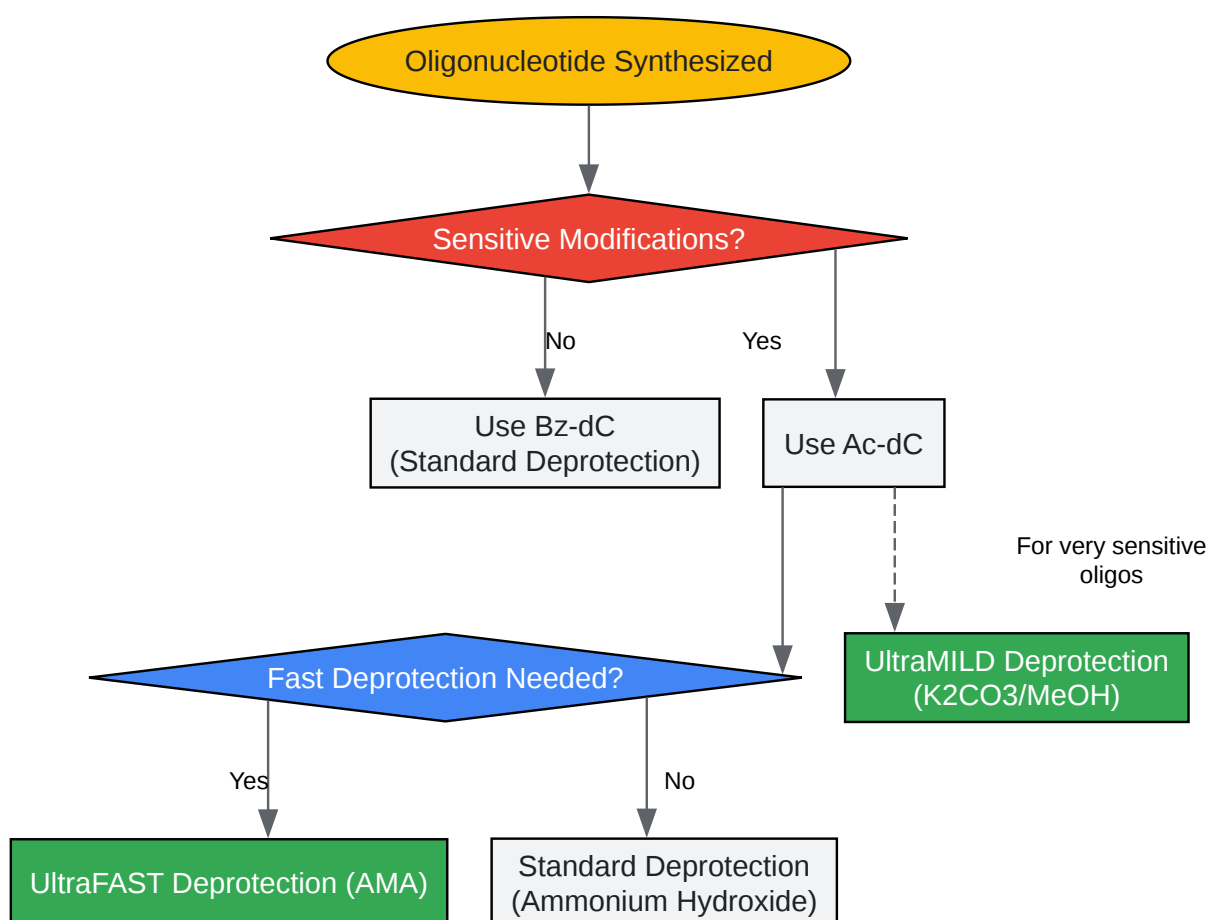 Oligonucleotide Synthesized
Sensitive Modifications?
No
Yes
Use Bz-dC
(Standard Deprotection)
Use Ac-dC
For very sensitive
oligos
Fast Deprotection Needed?
UltraMILD Deprotection
(K2CO3/MeOH)
Yes
No
UltraFAST Deprotection (AMA)
Standard Deprotection
(Ammonium Hydroxide)